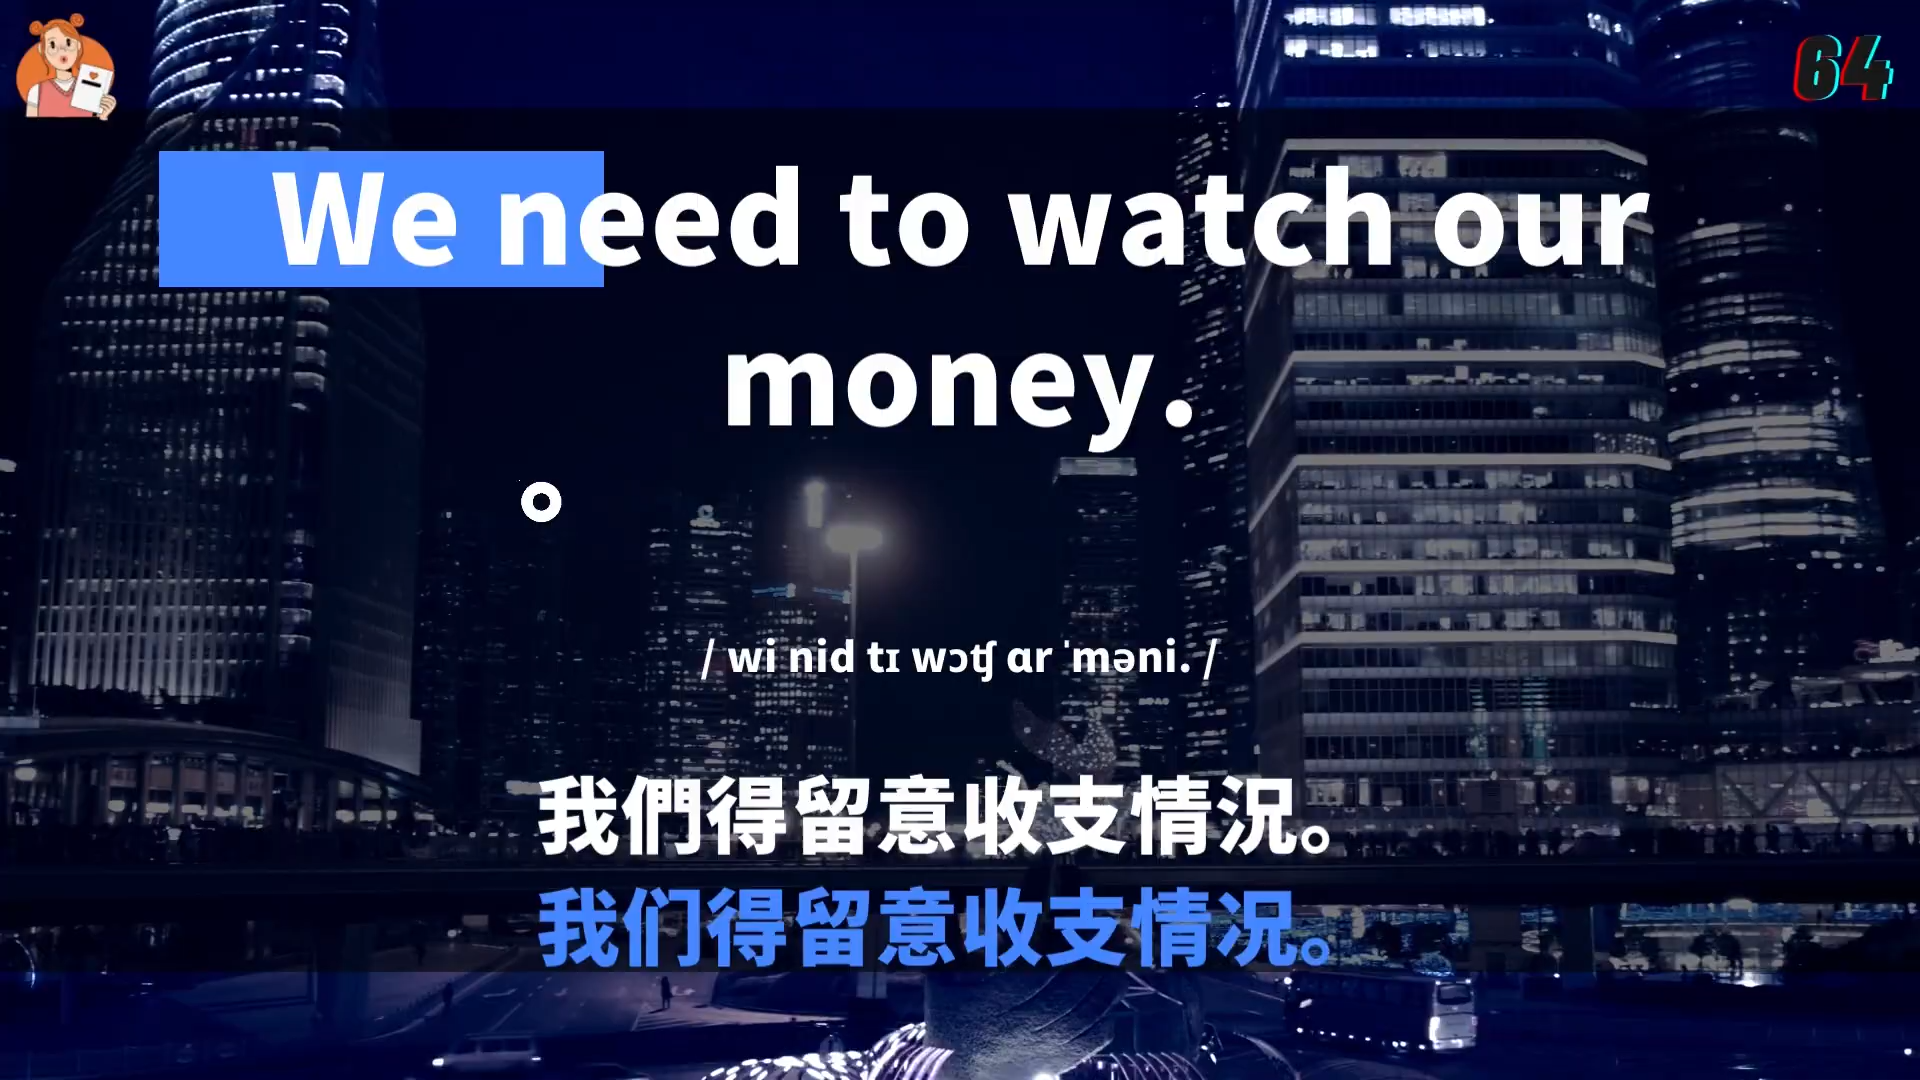 64
We need to watch our
money.
/ wi nid tɪ wɔʧ ɑr ˈməni. /
我們得留意收支情況。
我们得留意收支情况。